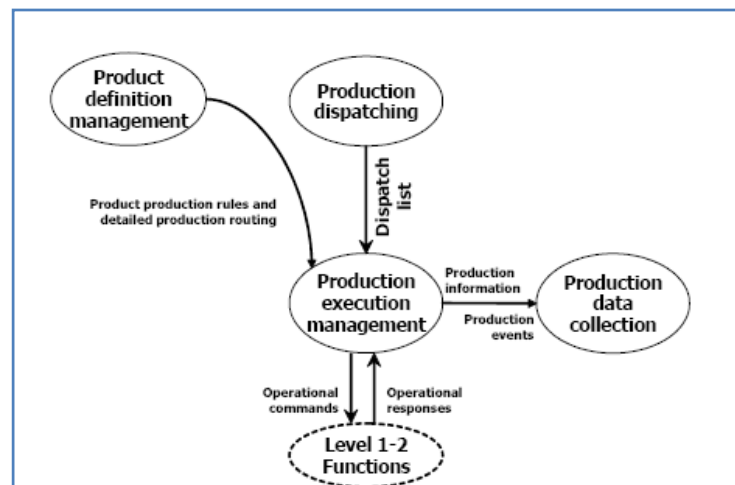 Product
definition
management
Production
dispatching
Product production rules and
detailed production routing
Dispatch
list
Production
execution
management
Production
information
Production
events
Production
data
collection
Operational
commands
Operational
responses
Level 1-2
Functions